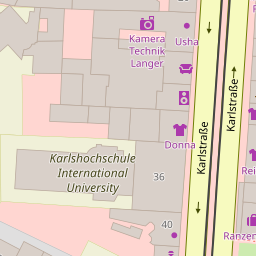 Kamera
Technik
Langer
Usha
Donna
Karlstraße
Karlstraße
Karlshochschule
International
University
36
40
Rei
Ranzen